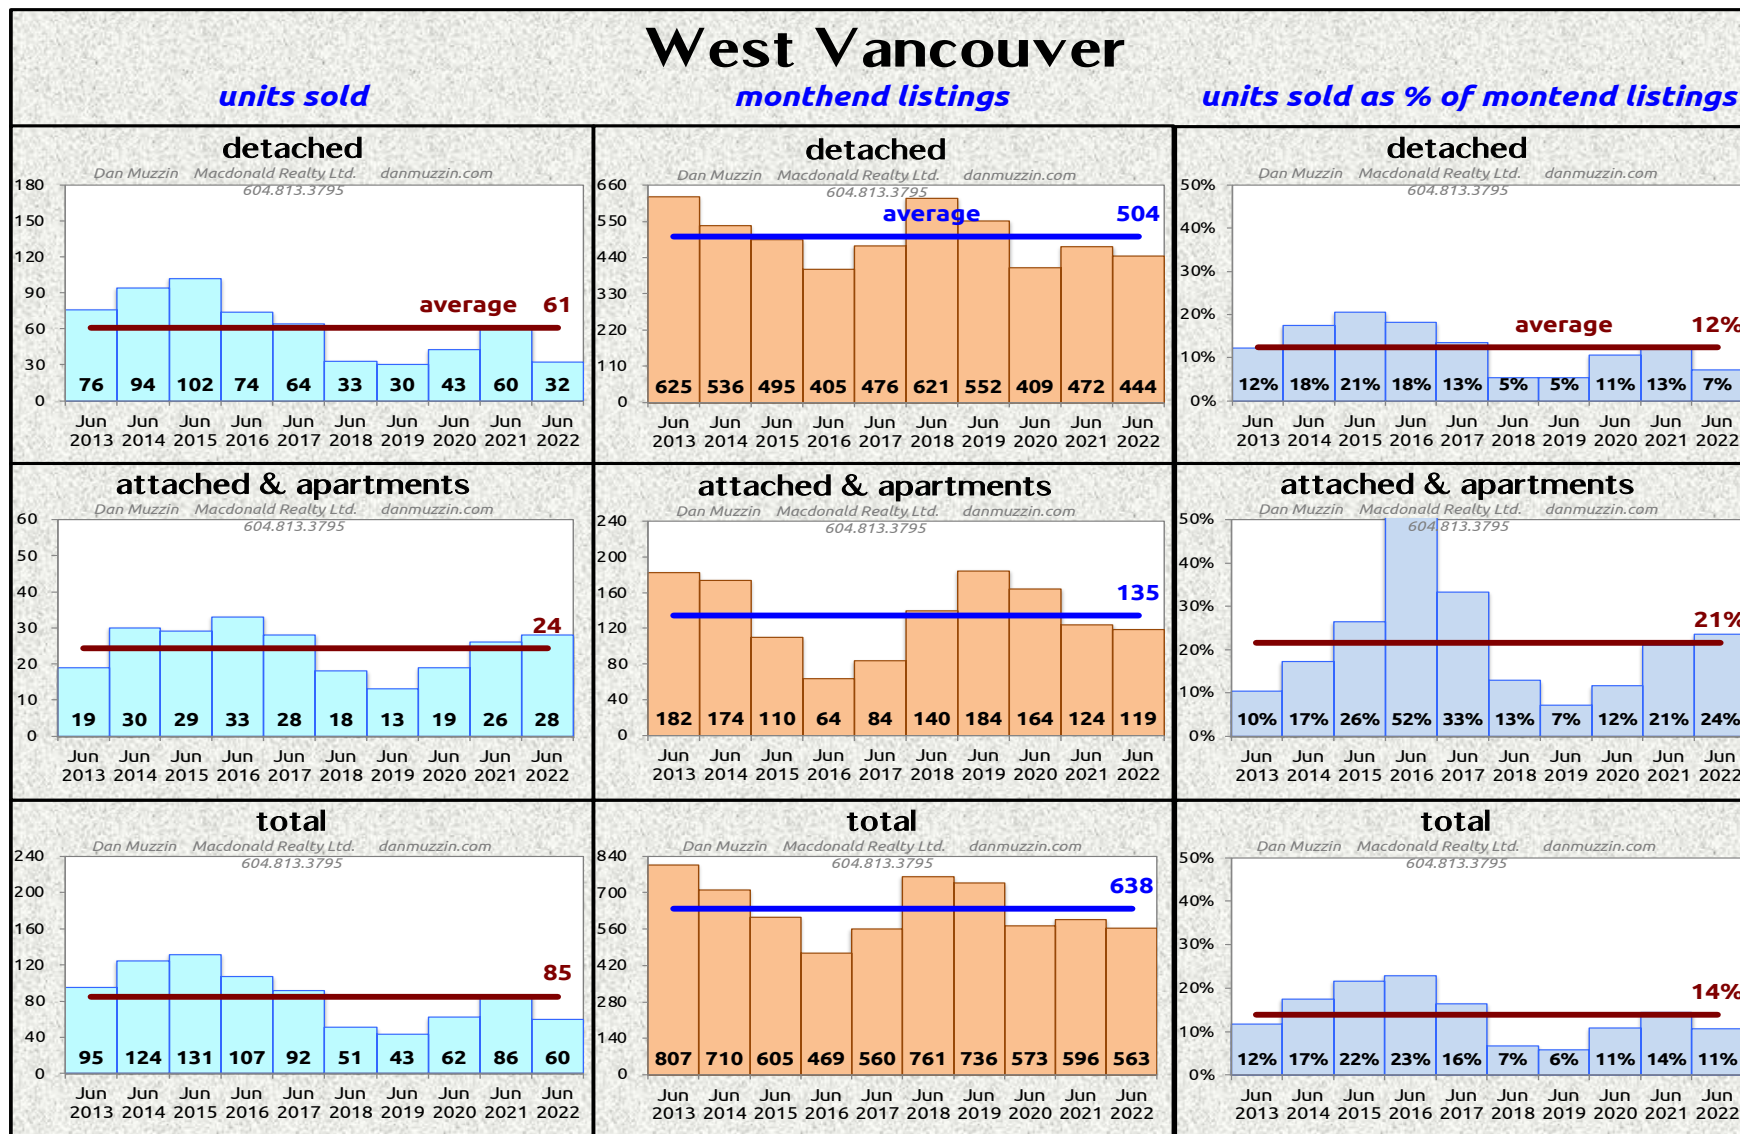 West Vancouver
units sold
monthend listings
units sold as % of montend listings
detached
Dan Muzzin Macdonald Realty Ltd. danmuzzin.com
604.813.3795
180
150
120
90
60
30
0
average 61
76 94 102 74 64 33 30 43 60 32
Jun Jun Jun Jun Jun Jun Jun Jun Jun Jun
2013 2014 2015 2016 2017 2018 2019 2020 2021 2022
detached
Dan Muzzin Macdonald Realty Ltd. danmuzzin.com
604.813.3795
660
550
440
330
220
110
0
average 504
625 536 495 405 476 621 552 409 472 444
Jun Jun Jun Jun Jun Jun Jun Jun Jun Jun
2013 2014 2015 2016 2017 2018 2019 2020 2021 2022
detached
Dan Muzzin Macdonald Realty Ltd. danmuzzin.com
604.813.3795
50%
40%
30%
20%
10%
0%
average 12%
12% 18% 21% 18% 13% 5% 5% 11% 13% 7%
Jun Jun Jun Jun Jun Jun Jun Jun Jun Jun
2013 2014 2015 2016 2017 2018 2019 2020 2021 2022
attached & apartments
Dan Muzzin Macdonald Realty Ltd. danmuzzin.com
604.813.3795
60
50
40
30
20
10
0
24
19 30 29 33 28 18 13 19 26 28
Jun Jun Jun Jun Jun Jun Jun Jun Jun Jun
2013 2014 2015 2016 2017 2018 2019 2020 2021 2022
attached & apartments
Dan Muzzin Macdonald Realty Ltd. danmuzzin.com
604.813.3795
240
200
160
120
80
40
0
135
182 174 110 64 84 140 184 164 124 119
Jun Jun Jun Jun Jun Jun Jun Jun Jun Jun
2013 2014 2015 2016 2017 2018 2019 2020 2021 2022
attached & apartments
Dan Muzzin Macdonald Realty Ltd. danmuzzin.com
604.813.3795
50%
40%
30%
20%
10%
0%
21%
10% 17% 26% 52% 33% 13% 7% 12% 21% 24%
Jun Jun Jun Jun Jun Jun Jun Jun Jun Jun
2013 2014 2015 2016 2017 2018 2019 2020 2021 2022
total
Dan Muzzin Macdonald Realty Ltd. danmuzzin.com
604.813.3795
240
200
160
120
80
40
0
85
95 124 131 107 92 51 43 62 86 60
Jun Jun Jun Jun Jun Jun Jun Jun Jun Jun
2013 2014 2015 2016 2017 2018 2019 2020 2021 2022
total
Dan Muzzin Macdonald Realty Ltd. danmuzzin.com
604.813.3795
840
700
560
420
280
140
0
638
807 710 605 469 560 761 736 573 596 563
Jun Jun Jun Jun Jun Jun Jun Jun Jun Jun
2013 2014 2015 2016 2017 2018 2019 2020 2021 2022
total
Dan Muzzin Macdonald Realty Ltd. danmuzzin.com
604.813.3795
50%
40%
30%
20%
10%
0%
14%
12% 17% 22% 23% 16% 7% 6% 11% 14% 11%
Jun Jun Jun Jun Jun Jun Jun Jun Jun Jun
2013 2014 2015 2016 2017 2018 2019 2020 2021 2022